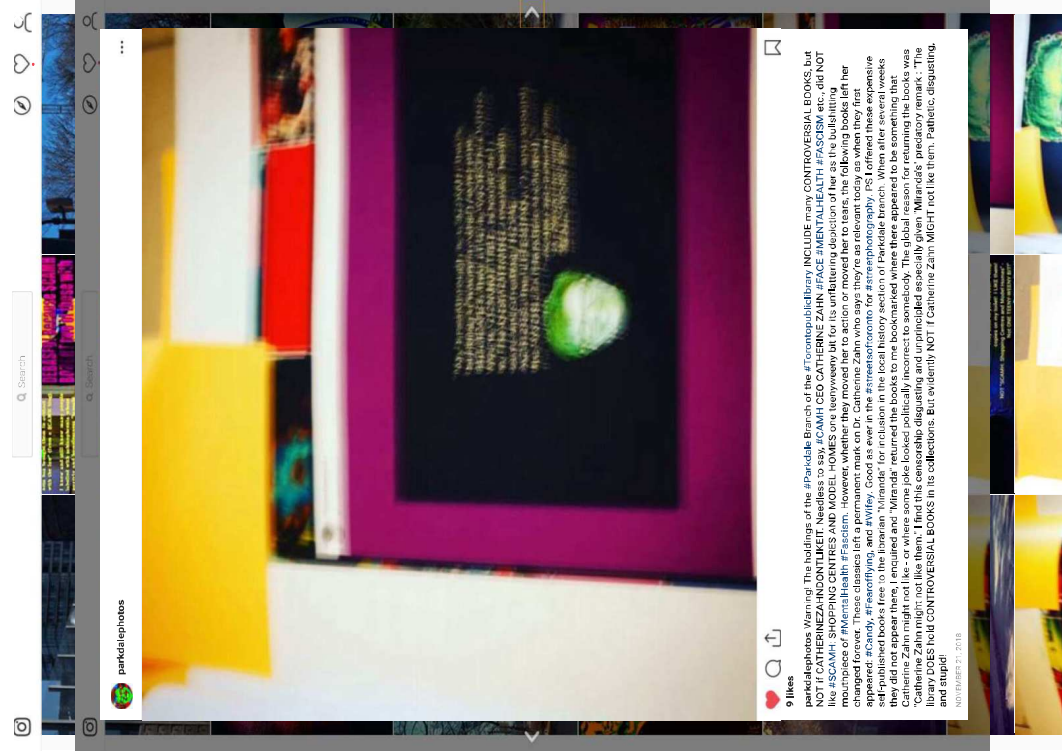 Search
Search
parkdalephotos
9 likes
parkdalephotos Warning! The holdings of the #Parkdale Branch of the #Torontopubliclibrary INCLUDE many CONTROVERSIAL BOOKS, but
NOT if CATHERINEZAHNDONTLIKEIT. Needless to say, #CAMH CEO CATHERINE ZAHN #FACE #MENTALHEALTH #FASCISM etc., did NOT
like #SCAMH: SHOPPING CENTRES AND MODEL HOMES one teenyweeny bit for its unflattering depiction of her as the bullshitting
mouthpiece of #MentalHealth #Fascism. However, whether they moved her to action or moved her to tears, the following books left her
changed forever. These classics left a permanent mark on Dr. Catherine Zahn who says they're as relevant today as when they first
appeared: #Candy, #Fearofflying, and #Wifey. Good as ever in the #streetsoftoronto for #streetphotography. PS I offered these expensive
self-published books free to the librarian "Miranda" for inclusion in the local history section of Parkdale branch. When after several weeks
they did not appear there, I enquired and "Miranda" returned the books to me bookmarked where there appeared to be something that
Catherine Zahn might not like - or where some joke looked politically incorrect to somebody. The global reason for returning the books was
"Catherine Zahn might not like them." I find this censorship disgusting and unprincipled especially given "Miranda's" predatory remark : "The
library DOES hold CONTROVERSIAL BOOKS in its collections. But evidently NOT if Catherine Zahn MIGHT not like them. Pathetic, disgusting,
and stupid!
NOVEMBER 21, 2018